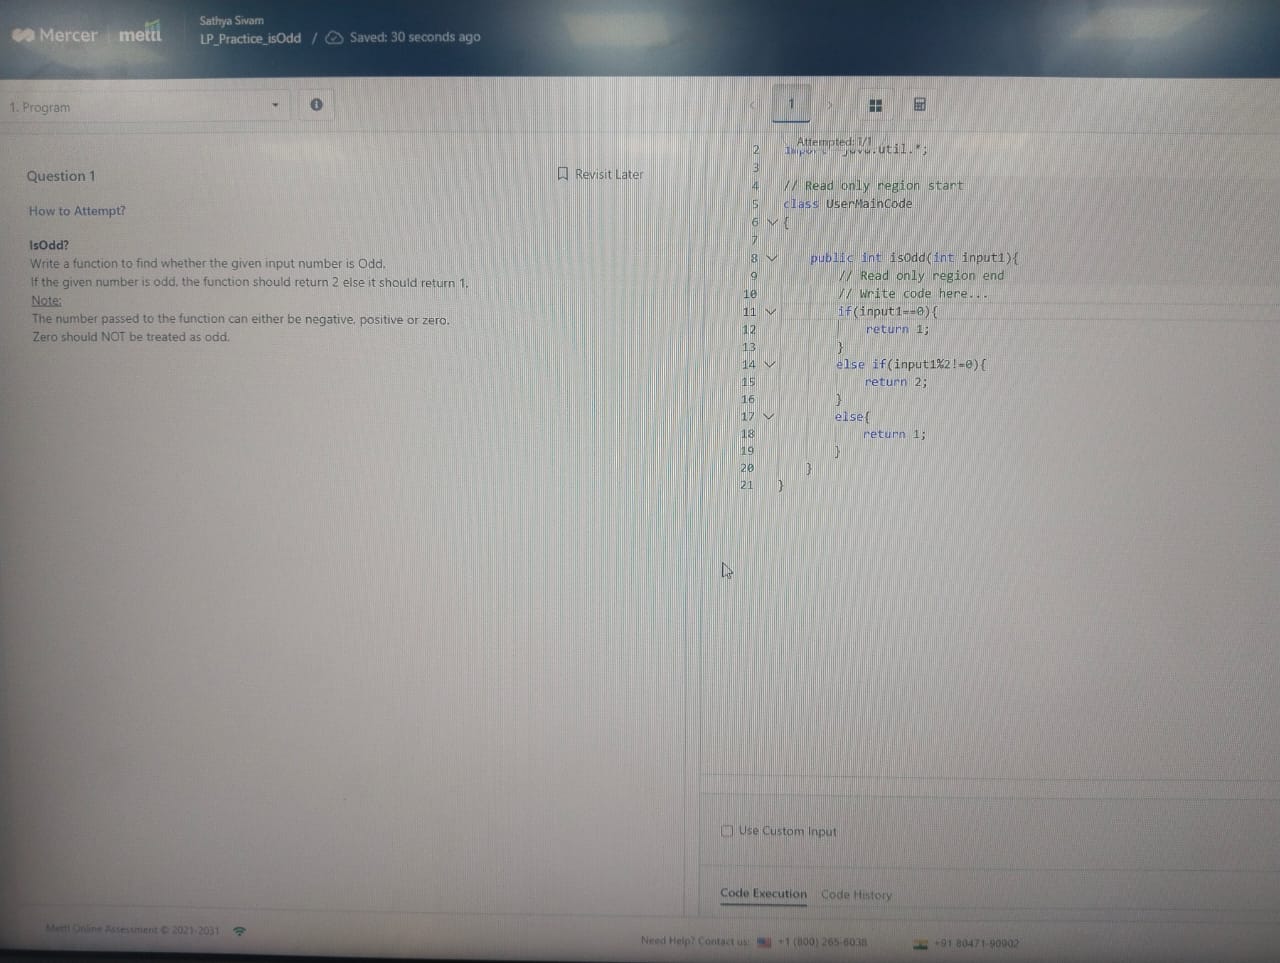 Mercer | mettl
Sathya Sivam
LP_Practice_isOdd / Saved: 30 seconds ago
1. Program
1
Attempted: 1/1
Question 1
Revisit Later
How to Attempt?
IsOdd?
Write a function to find whether the given input number is Odd.
If the given number is odd, the function should return 2 else it should return 1.
Note:
The number passed to the function can either be negative, positive or zero.
Zero should NOT be treated as odd.
2 import java.util.*;
3
4 // Read only region start
5 class UserMainCode
6 {
7
8 public int isOdd(int input1){
9 // Read only region end
10 // Write code here...
11 if(input1==0){
12 return 1;
13 }
14 else if(input1%2!=0){
15 return 2;
16 }
17 else{
18 return 1;
19 }
20 }
21 }
Use Custom Input
Code Execution Code History
Mettl Online Assessment © 2021-2031
Need Help? Contact us: +1 (800) 265-6038 +91 80471-90902